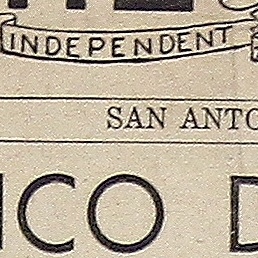 INDEPENDENT
SAN ANTO
ICO D